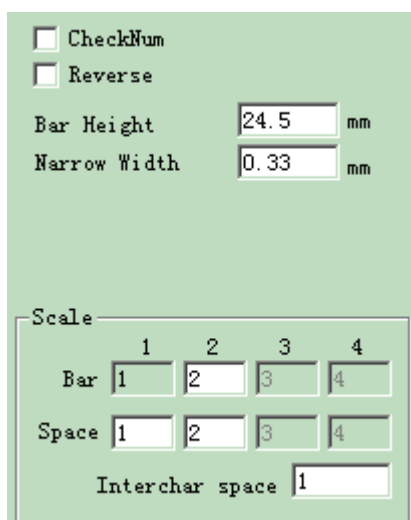 CheckNum
Reverse
Bar Height 24.5 mm
Narrow Width 0.33 mm
Scale
1 2 3 4
Bar 1 2 3 4
Space 1 2 3 4
Interchar space 1